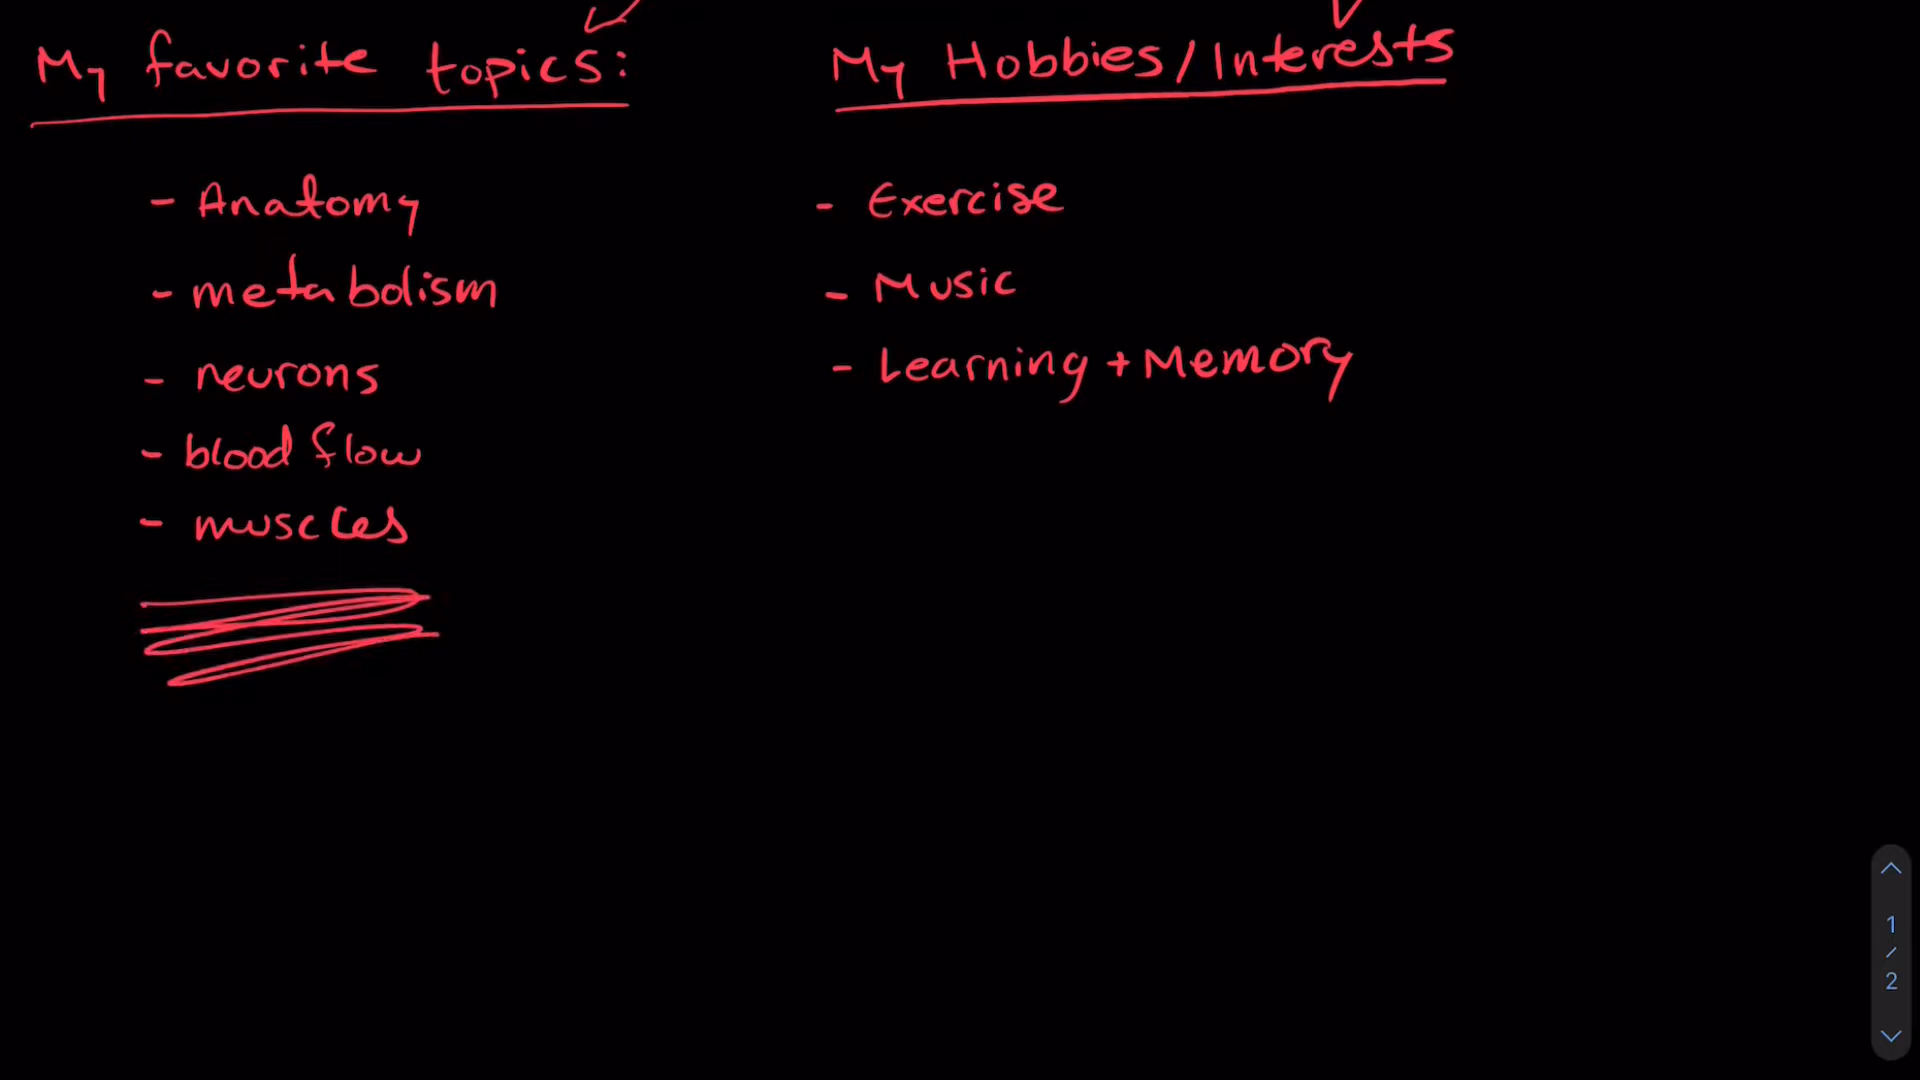 My favorite topics:
- Anatomy
- metabolism
- neurons
- blood flow
- muscles
My Hobbies/Interests
- Exercise
- Music
- Learning + Memory
1
/
2